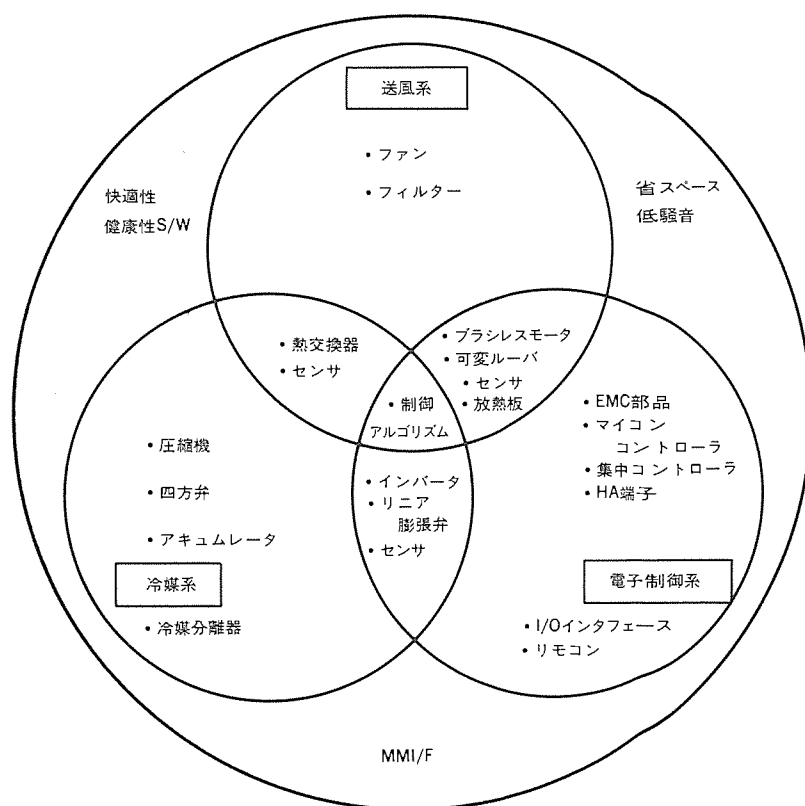 送風系
・ファン
・フィルター
快適性
健康性S/W
省スペース
低騒音
・熱交換器
・センサ
・ブラシレスモータ
・可変ルーバ
・センサ
・放熱板
・制御
アルゴリズム
・EMC部品
・マイコン
コントローラ
・集中コントローラ
・HA端子
・圧縮機
・四方弁
・アキュムレータ
・インバータ
・リニア
膨張弁
・センサ
冷媒系
・冷媒分離器
電子制御系
・I/Oインタフェース
・リモコン
MMI/F